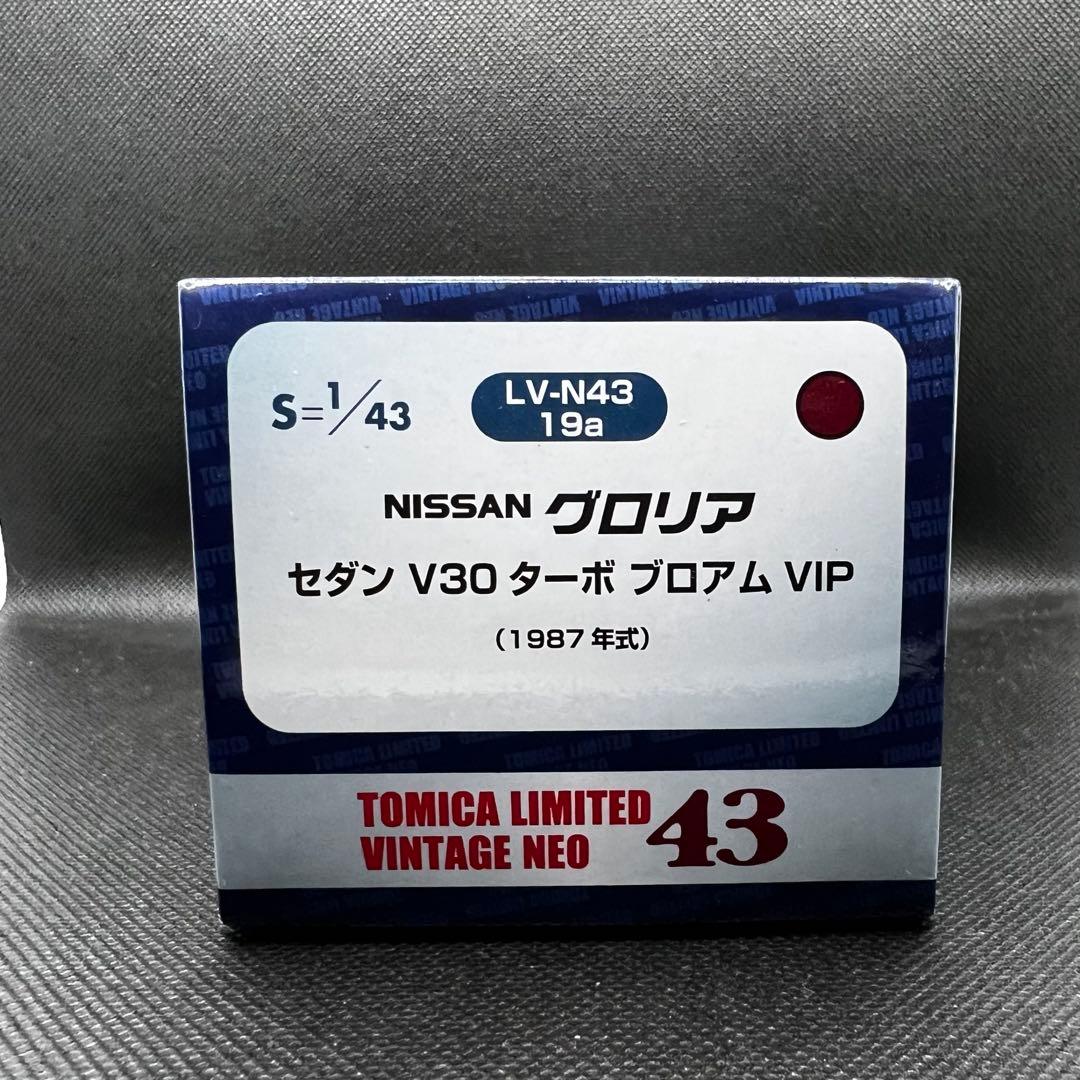 S=1/43
LV-N43
19a
NISSAN グロリア
セダン V30 ターボ ブロアム VIP
(1987年式)
TOMICA LIMITED
VINTAGE NEO 43